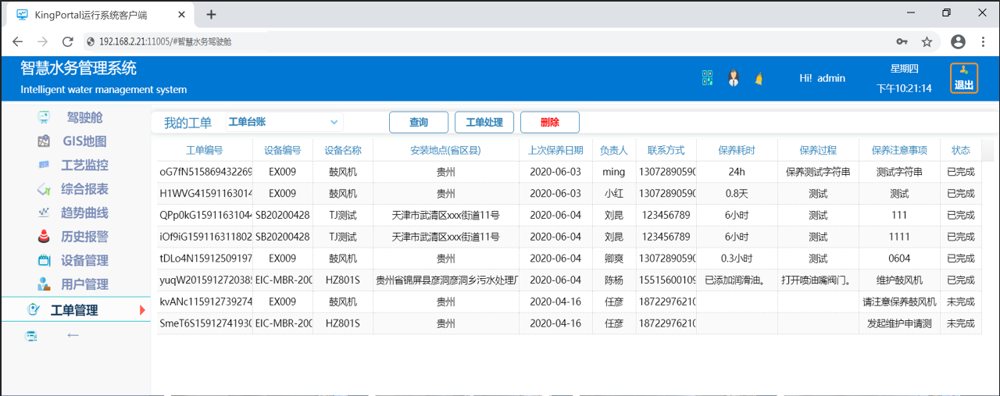 KingPortal运行系统客户端
192.168.2.21:11005/#智慧水务驾驶舱
智慧水务管理系统
Intelligent water management system
Hi! admin
星期四
下午10:21:14
退出
驾驶舱
GIS地图
工艺监控
综合报表
趋势曲线
历史报警
设备管理
用户管理
工单管理
←
我的工单 工单台账 查询 工单处理 删除
工单编号 设备编号 设备名称 安装地点(省区县) 上次保养日期 负责人 联系方式 保养耗时 保养过程 保养注意事项 状态
oG7fN515869432269 EX009 鼓风机 贵州 2020-06-03 ming 13072890590 24h 保养测试字符串 测试字符串 已完成
H1WVG41591163014 EX009 鼓风机 贵州 2020-06-03 小红 13072890590 0.8天 测试 测试 已完成
QPp0kG1591163104 SB20200428 TJ测试 天津市武清区xxx街道11号 2020-06-04 刘昆 123456789 6小时 测试 111 已完成
iOf9iG159116311802 SB20200428 TJ测试 天津市武清区xxx街道11号 2020-06-04 刘昆 123456789 6小时 测试 1111 已完成
tDLo4N15912509197 EX009 鼓风机 贵州 2020-06-04 卿爽 13072890590 0.3小时 测试 0604 已完成
yuqW20159127203 85 EIC-MBR-200 HZ801S 贵州省锦屏县彦洞彦洞乡污水处理厂 2020-06-04 陈杨 15515600109 已添加润滑油。 打开喷油嘴阀门。 维护鼓风机 已完成
kvANc115912739274 EX009 鼓风机 贵州 2020-04-16 任彦 18722976210 请注意保养鼓风机 未完成
SmeT6S15912741930 EIC-MBR-200 HZ801S 贵州 2020-04-16 任彦 18722976210 发起维护申请测 未完成